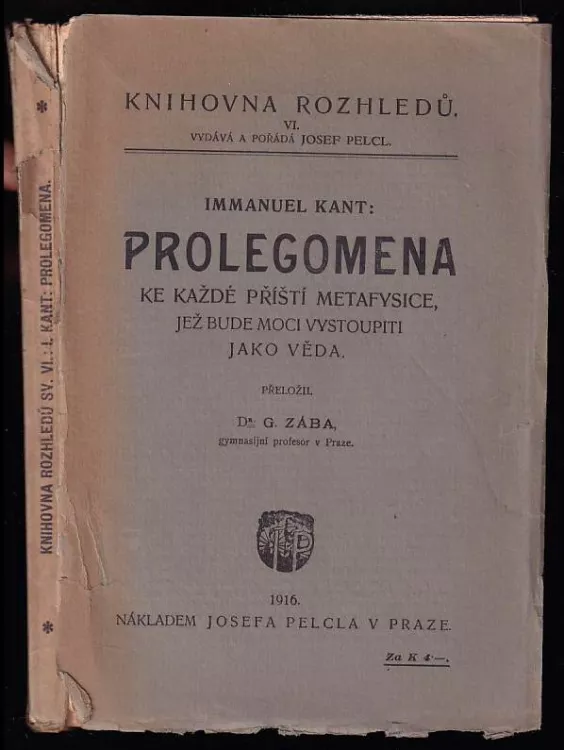 KNIHOVNA ROZHLEDŮ SV. VI.: I. KANT: PROLEGOMENA.
KNIHOVNA ROZHLEDŮ.
VI.
VYDÁVÁ A POŘÁDÁ JOSEF PELCL.
IMMANUEL KANT:
PROLEGOMENA
KE KAŽDÉ PŘÍŠTÍ METAFYSICE,
JEŽ BUDE MOCI VYSTOUPITI
JAKO VĚDA.
PŘELOŽIL
DR. G. ZÁBA,
gymnasijní profesor v Praze.
1916.
NÁKLADEM JOSEFA PELCLA V PRAZE.
Za K 4·—.